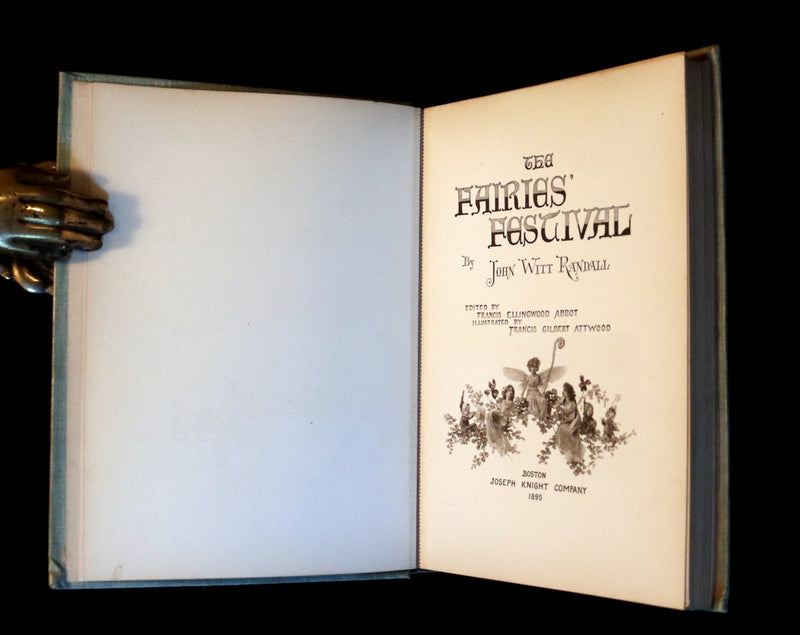 THE
FAIRIES'
FESTIVAL
By JOHN WITT RANDALL
EDITED BY
FRANCIS ELLINGWOOD ABBOT
ILLUSTRATED BY
FRANCIS GILBERT ATTWOOD
BOSTON
JOSEPH KNIGHT COMPANY
1895